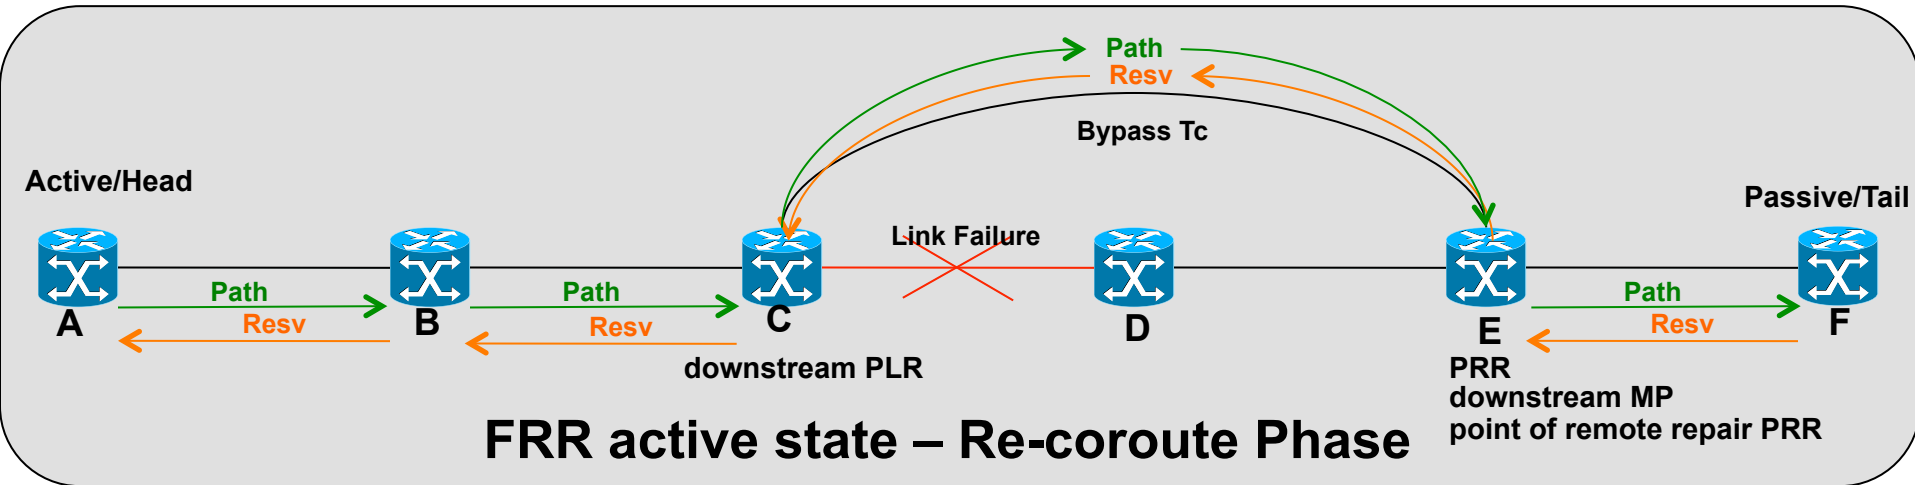 Path
Resv
Bypass Tc
Active/Head
Passive/Tail
Link Failure
Path
Resv
Path
Resv
Path
Resv
A
B
C
D
E
F
downstream PLR
PRR
downstream MP
point of remote repair PRR
FRR active state – Re-coroute Phase